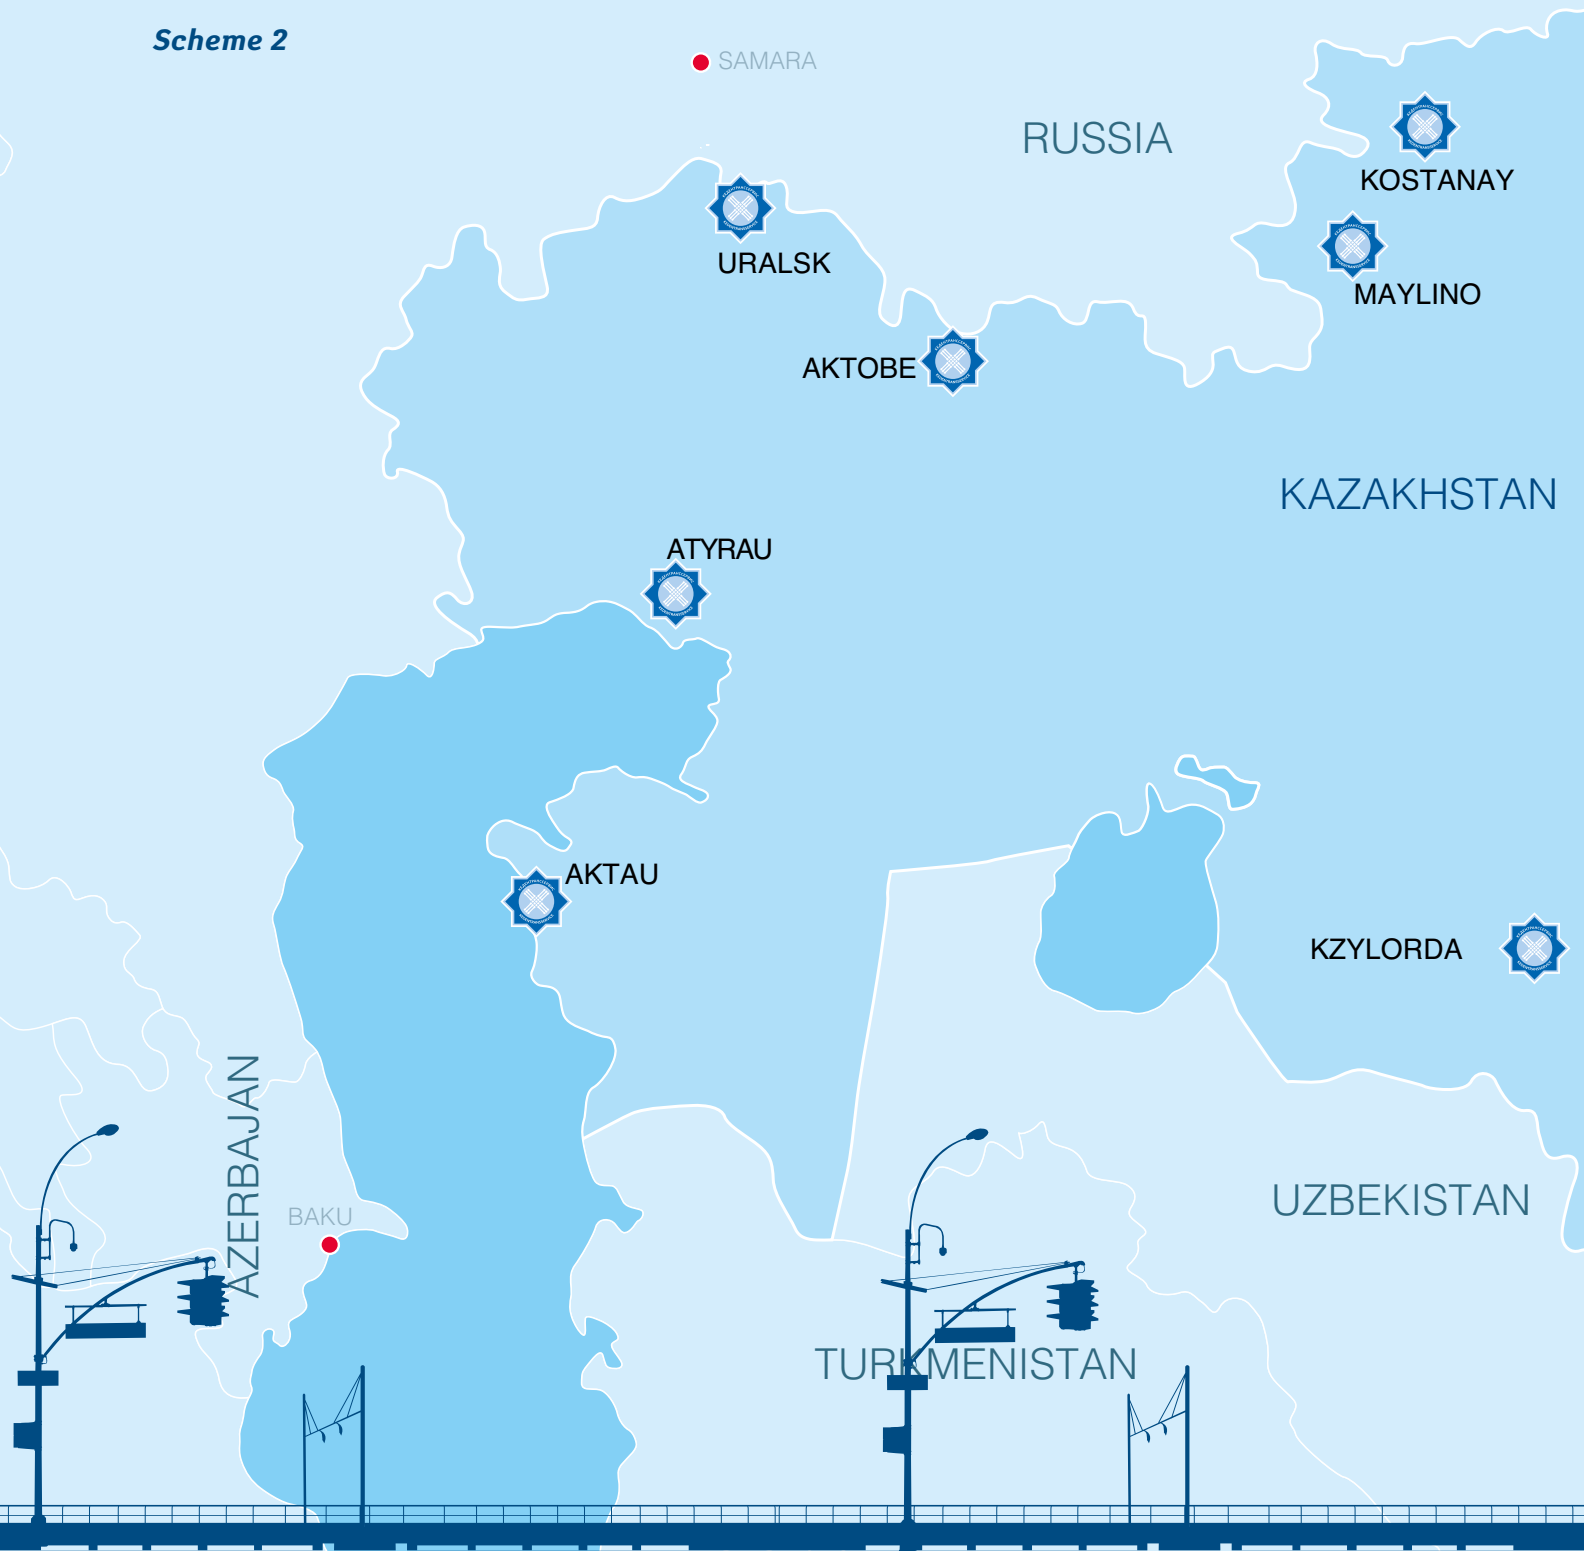 Scheme 2
SAMARA
RUSSIA
KOSTANAY
URALSK
MAYLINO
AKTOBE
KAZAKHSTAN
ATYRAU
AKTAU
KZYLORDA
AZERBAJAN
BAKU
UZBEKISTAN
TURKMENISTAN